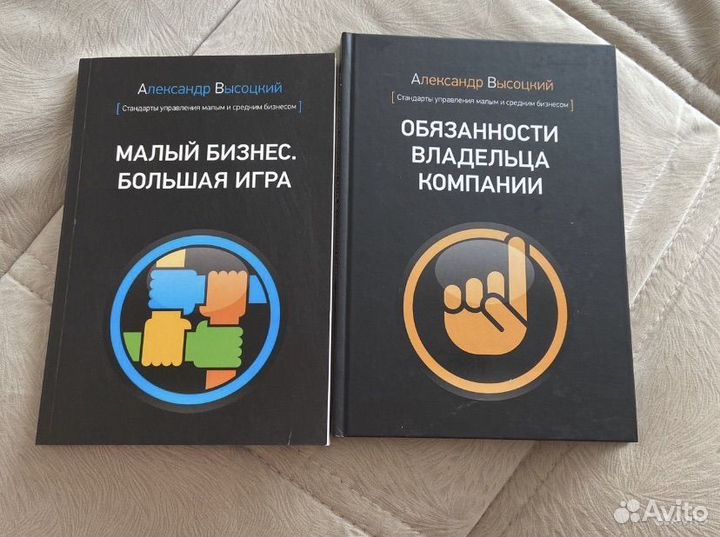 Александр Высоцкий
[ Стандарты управления малым и средним бизнесом ]
МАЛЫЙ БИЗНЕС.
БОЛЬШАЯ ИГРА
Александр Высоцкий
[ Стандарты управления малым и средним бизнесом ]
ОБЯЗАННОСТИ
ВЛАДЕЛЬЦА
КОМПАНИИ
Avito